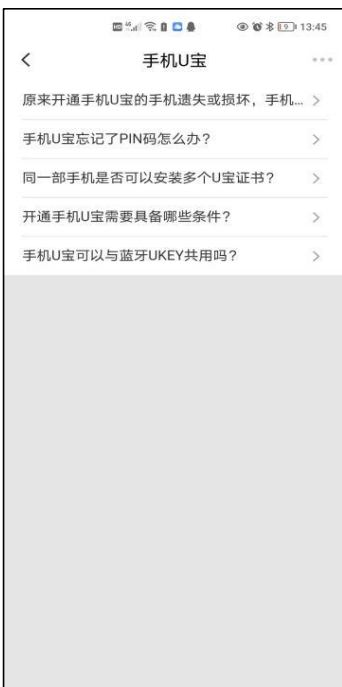 13:45
手机U宝
原来开通手机U宝的手机遗失或损坏，手机...
手机U宝忘记了PIN码怎么办？
同一部手机是否可以安装多个U宝证书？
开通手机U宝需要具备哪些条件？
手机U宝可以与蓝牙UKEY共用吗？